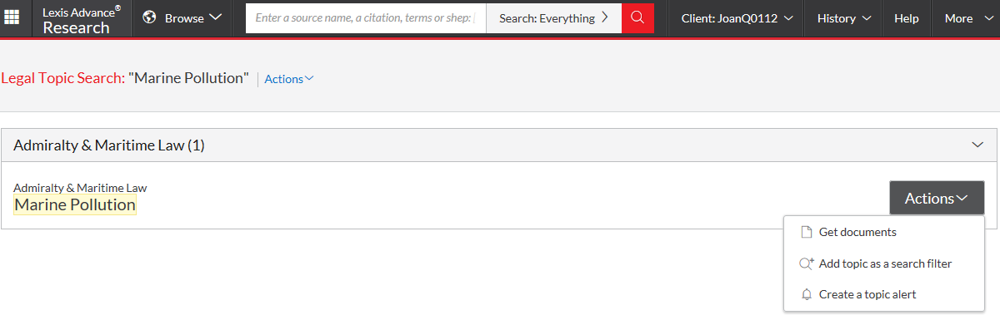 Lexis Advance®
Research
Browse
Enter a source name, a citation, terms or shep: [
Search: Everything
Client: JoanQ0112
History
Help
More
Legal Topic Search: "Marine Pollution"
Actions
Admiralty & Maritime Law (1)
Admiralty & Maritime Law
Marine Pollution
Actions
Get documents
Add topic as a search filter
Create a topic alert